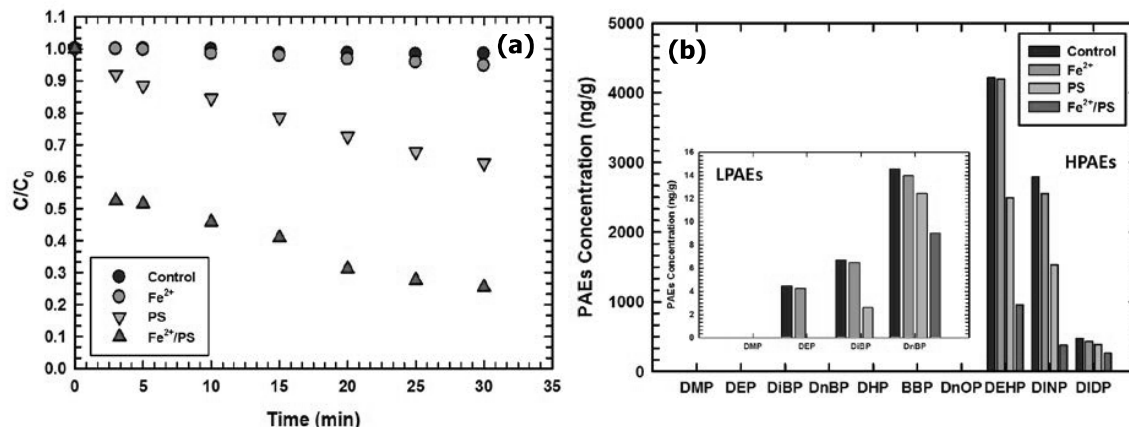 (a)
C/C₀
1.1
1.0
0.9
0.8
0.7
0.6
0.5
0.4
0.3
0.2
0.1
0.0
Control
Fe²⁺
PS
Fe²⁺/PS
0 5 10 15 20 25 30 35
Time (min)
(b)
PAEs Concentration (ng/g)
5000
4000
3000
2000
1000
0
Control
Fe²⁺
PS
Fe²⁺/PS
HPAEs
LPAEs
PAEs Concentration (ng/g)
16
14
12
10
8
6
4
2
0
DMP DEP DiBP DnBP
DMP DEP DiBP DnBP DHP BBP DnOP DEHP DINP DIDP